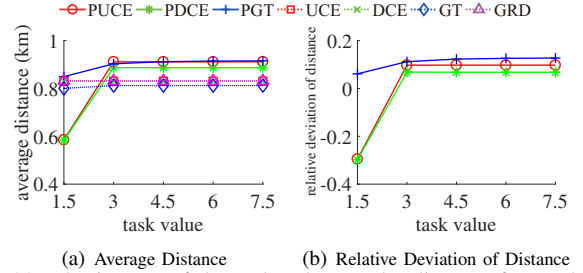 PUCE PDCE PGT UCE DCE GT GRD
average distance (km)
1
0.8
0.6
0.4
1.5 3 4.5 6 7.5
task value
(a) Average Distance
relative deviation of distance
0.2
0
-0.2
-0.4
1.5 3 4.5 6 7.5
task value
(b) Relative Deviation of Distance